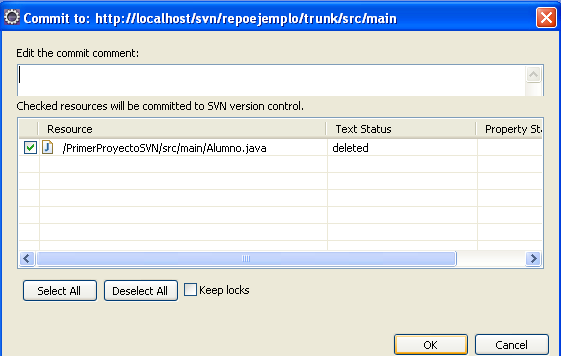 Commit to: http://localhost/svn/repoejemplo/trunk/src/main
Edit the commit comment:
Checked resources will be committed to SVN version control.
Resource Text Status Property Sta
/PrimerProyectoSVN/src/main/Alumno.java deleted
Select All Deselect All Keep locks
OK Cancel